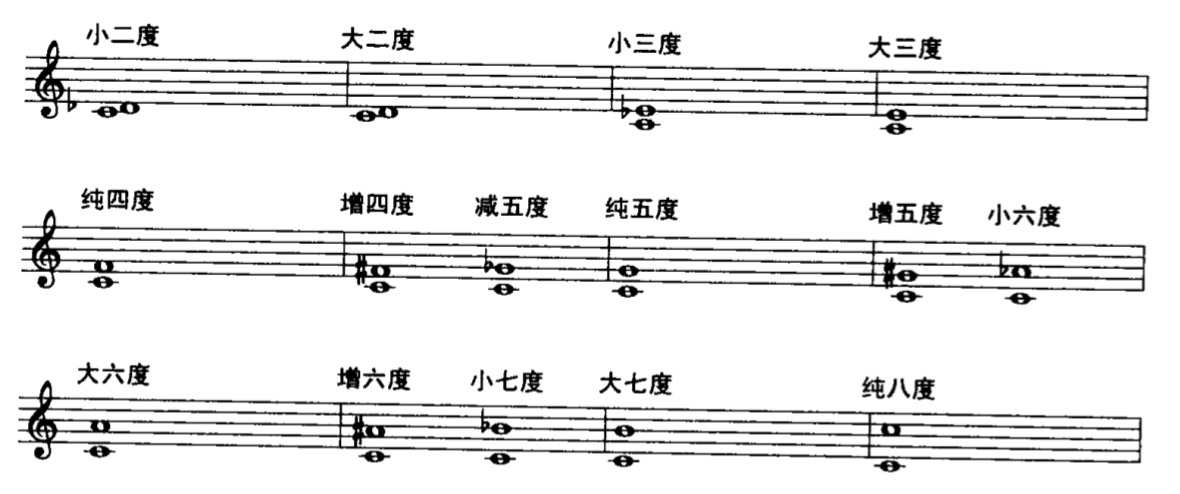 小二度 大二度 小三度 大三度
纯四度 增四度 减五度 纯五度 增五度 小六度
大六度 增六度 小七度 大七度 纯八度